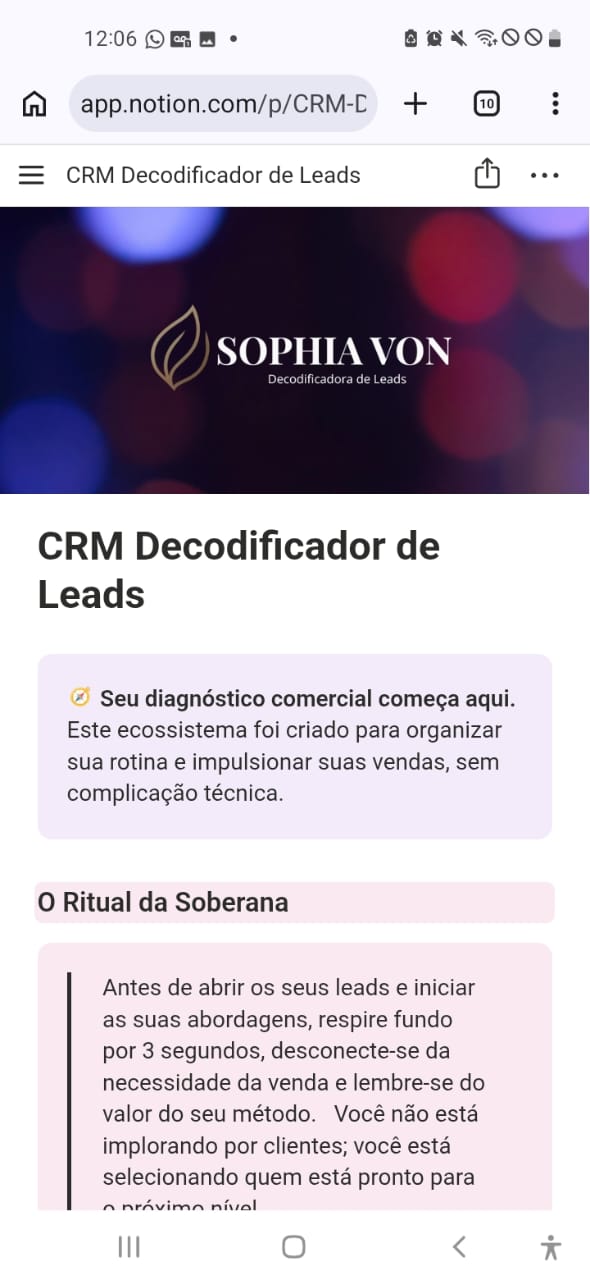 12:06
app.notion.com/p/CRM-D
10
CRM Decodificador de Leads
SOPHIA VON
Decodificadora de Leads
CRM Decodificador de
Leads
Seu diagnóstico comercial começa aqui.
Este ecossistema foi criado para organizar
sua rotina e impulsionar suas vendas, sem
complicação técnica.
O Ritual da Soberana
Antes de abrir os seus leads e iniciar
as suas abordagens, respire fundo
por 3 segundos, desconecte-se da
necessidade da venda e lembre-se do
valor do seu método. Você não está
implorando por clientes; você está
selecionando quem está pronto para
o próximo nível